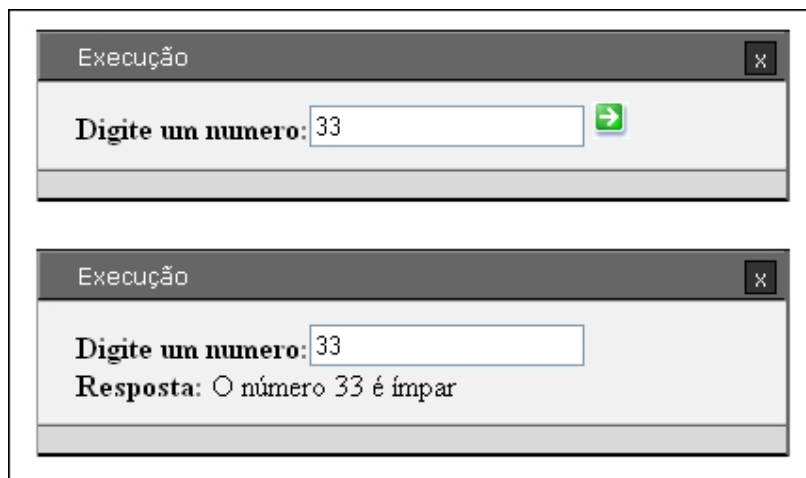 Execução x
Digite um numero: 33
Execução x
Digite um numero: 33
Resposta: O número 33 é ímpar